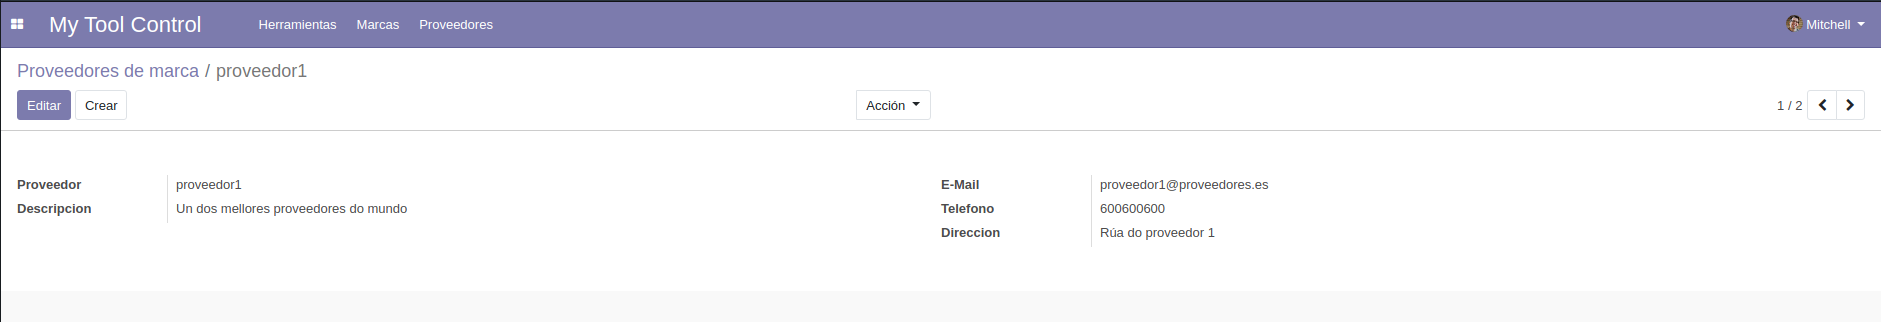 My Tool Control Herramientas Marcas Proveedores Mitchell
Proveedores de marca / proveedor1
Editar Crear Acción 1 / 2
Proveedor proveedor1 E-Mail proveedor1@proveedores.es
Descripcion Un dos mellores proveedores do mundo Telefono 600600600
Direccion Rúa do proveedor 1